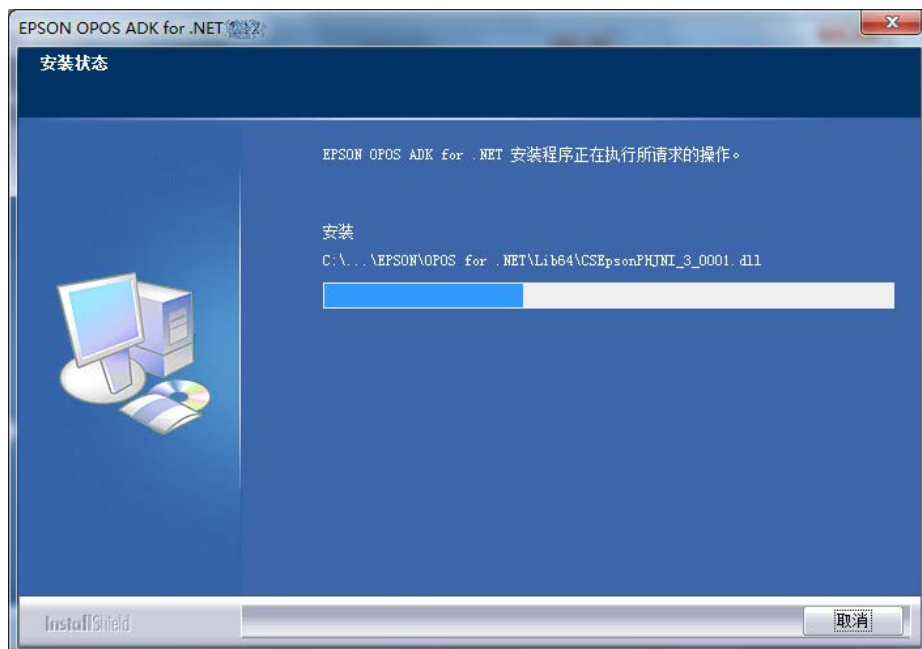 EPSON OPOS ADK for .NET
安装状态
EPSON OPOS ADK for .NET 安装程序正在执行所请求的操作。
安装
C:\...\EPSON\OPOS for .NET\Lib64\CSEpsonPHJNI_3_0001.dll
InstallShield
取消